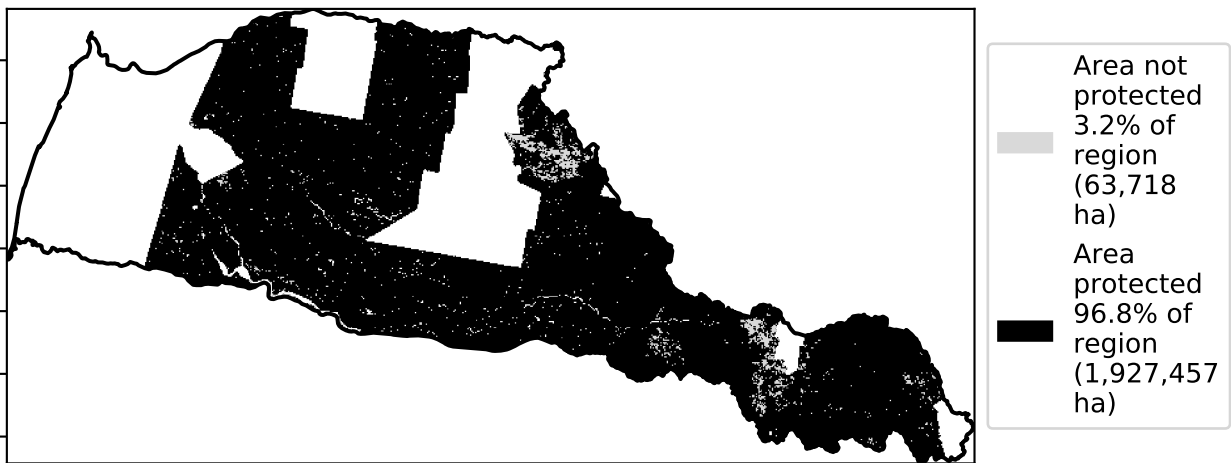 Area not
protected
3.2% of
region
(63,718
ha)
Area
protected
96.8% of
region
(1,927,457
ha)